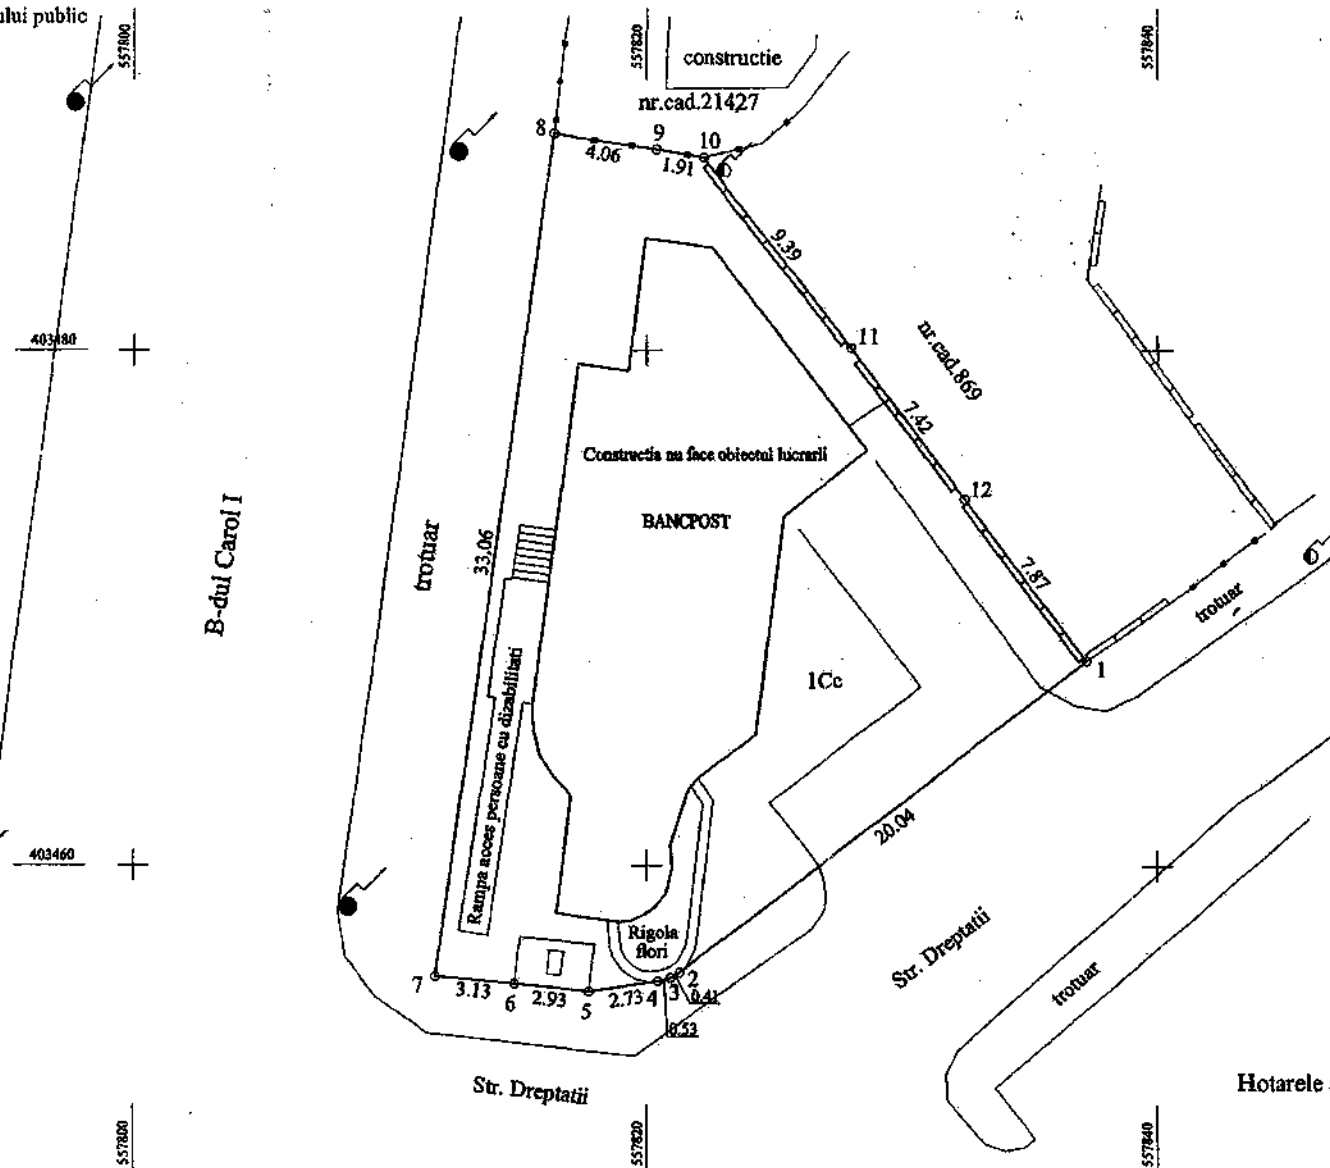 ului public
557800
557820
557840
constructie
nr.cad.21427
8
9
10
4.06
1.91
9.39
403480
11
nr.cad.869
7.42
Constructia nu face obiectul lucrarii
12
BANCPOST
B-dul Carol I
trotuar
33.06
7.87
trotuar
1
1Cc
Rampa acces persoane cu dizabilitati
20.04
403460
Rigola
flori
Str. Dreptatii
trotuar
7
3.13
6
2.93
5
2.73
4
3
2
0.41
0.53
Str. Dreptatii
Hotarele
557800
557820
557840